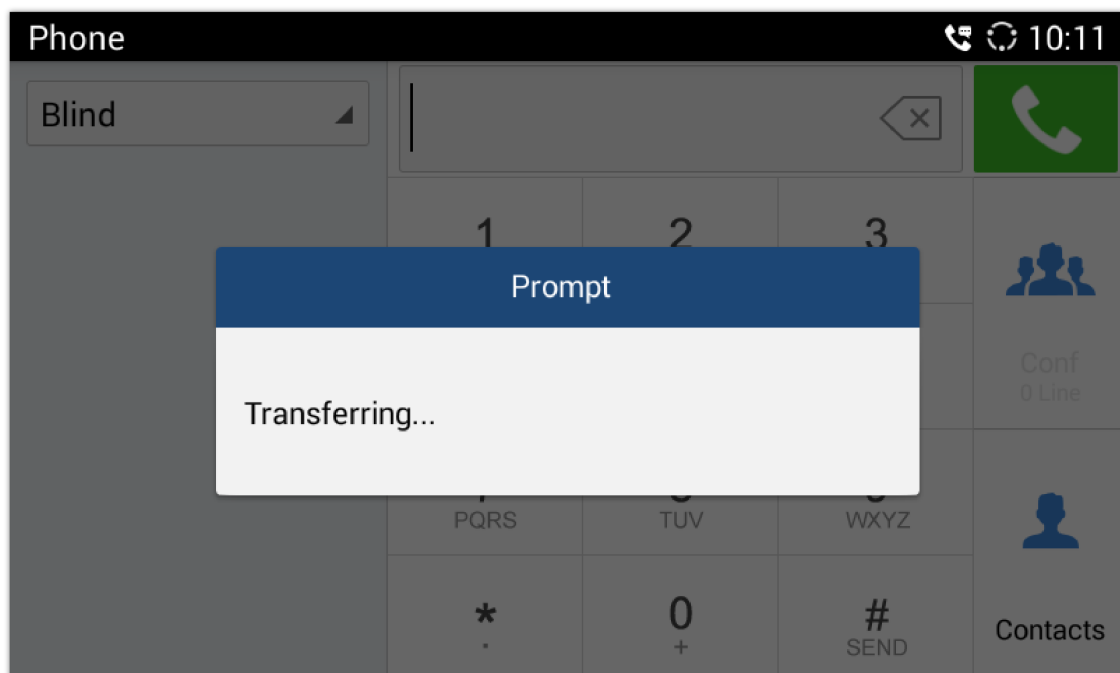 Phone 10:11
Blind
1 2 3
Prompt
Conf
0 Line
Transferring...
PQRS TUV WXYZ
* 0 #
. + SEND
Contacts